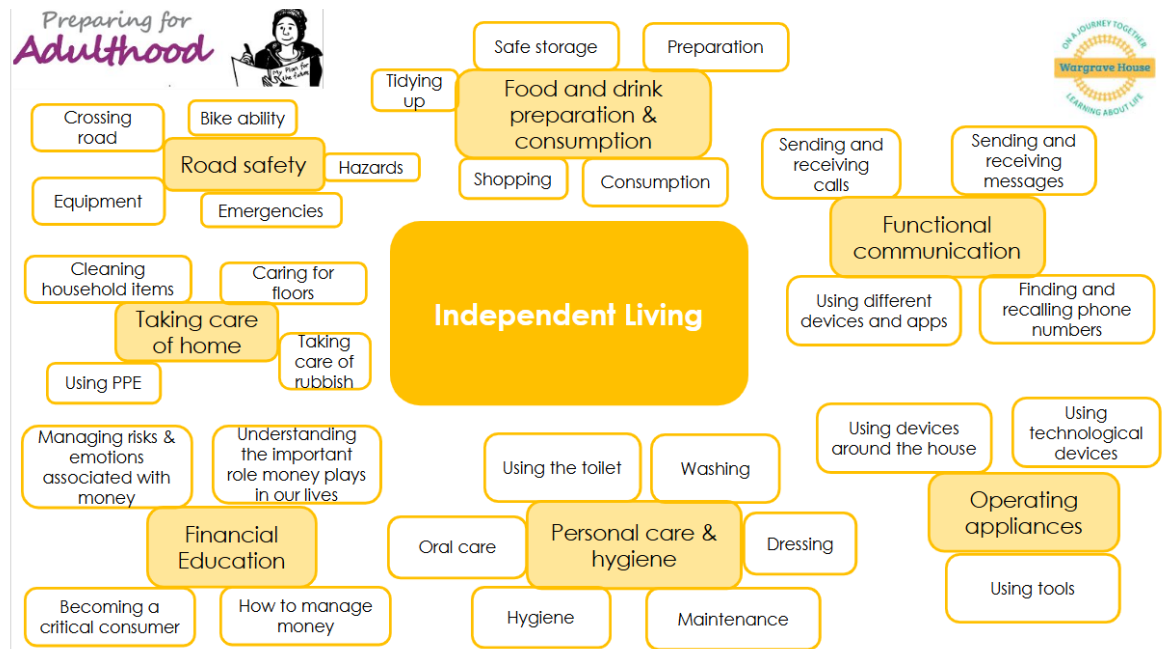 Preparing for
Adulthood
My Plan for
the future
ON A JOURNEY TOGETHER
Wargrave House
LEARNING ABOUT LIFE
Safe storage
Preparation
Tidying
up
Food and drink
preparation &
consumption
Shopping
Consumption
Crossing
road
Bike ability
Road safety
Hazards
Equipment
Emergencies
Sending and
receiving
calls
Sending and
receiving
messages
Functional
communication
Using different
devices and apps
Finding and
recalling phone
numbers
Independent Living
Cleaning
household items
Caring for
floors
Taking care
of home
Taking
care of
rubbish
Using PPE
Managing risks &
emotions
associated with
money
Understanding
the important
role money plays
in our lives
Financial
Education
Becoming a
critical consumer
How to manage
money
Using the toilet
Washing
Oral care
Personal care &
hygiene
Dressing
Hygiene
Maintenance
Using devices
around the house
Using
technological
devices
Operating
appliances
Using tools